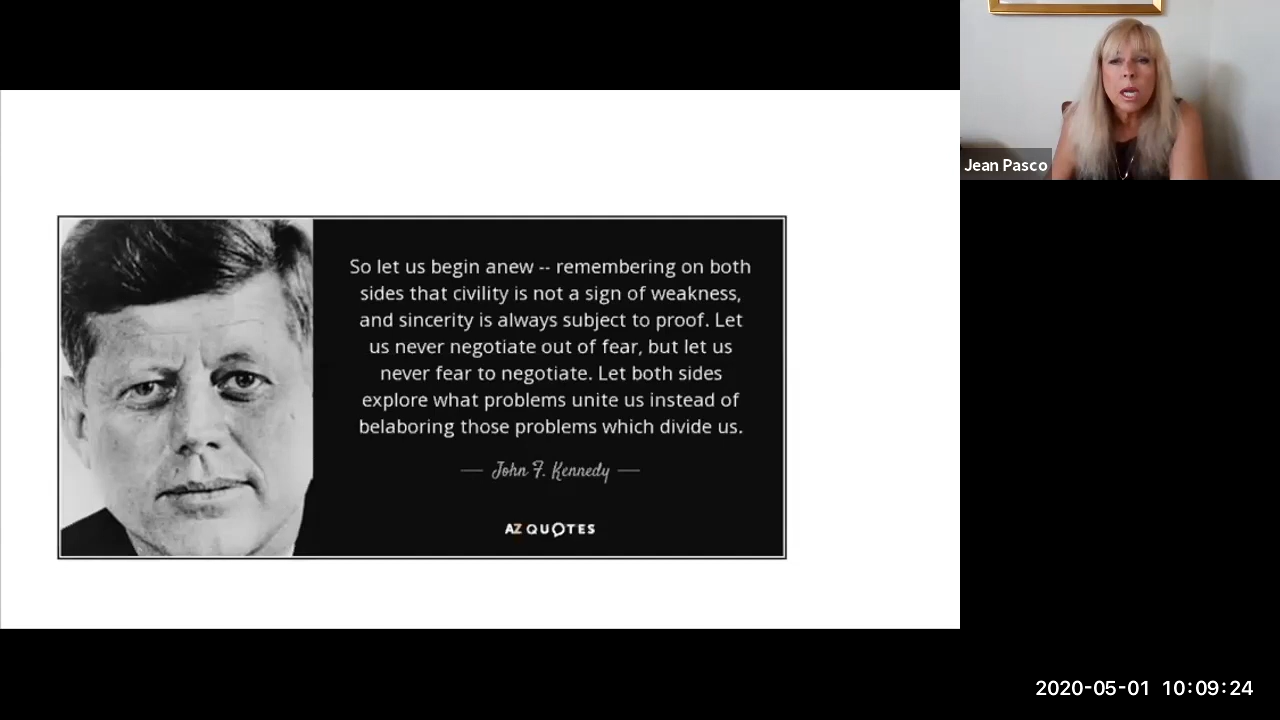 So let us begin anew -- remembering on both
sides that civility is not a sign of weakness,
and sincerity is always subject to proof. Let
us never negotiate out of fear, but let us
never fear to negotiate. Let both sides
explore what problems unite us instead of
belaboring those problems which divide us.
John F. Kennedy
AZ QUOTES
Jean Pasco
2020-05-01 10:09:24